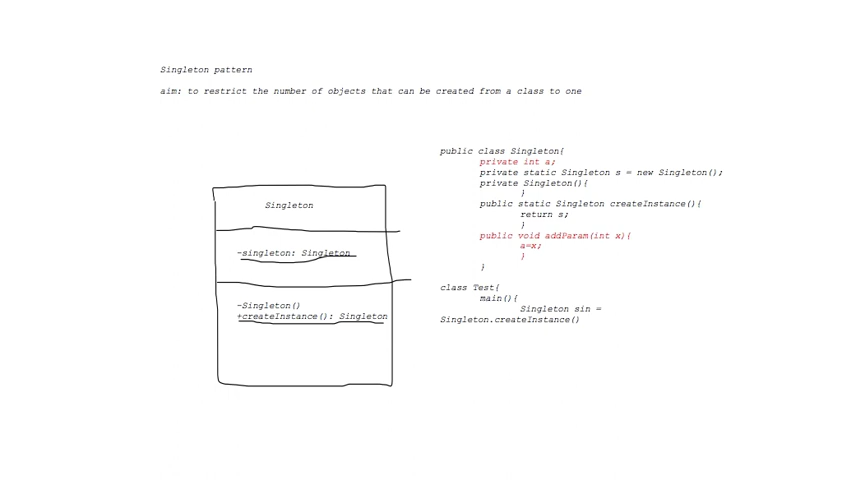 Singleton pattern
aim: to restrict the number of objects that can be created from a class to one
Singleton
-singleton: Singleton
-Singleton()
+createInstance(): Singleton
public class Singleton{
private int a;
private static Singleton s = new Singleton();
private Singleton(){
}
public static Singleton createInstance(){
return s;
}
public void addParam(int x){
a=x;
}
}
class Test{
main(){
Singleton sin =
Singleton.createInstance()